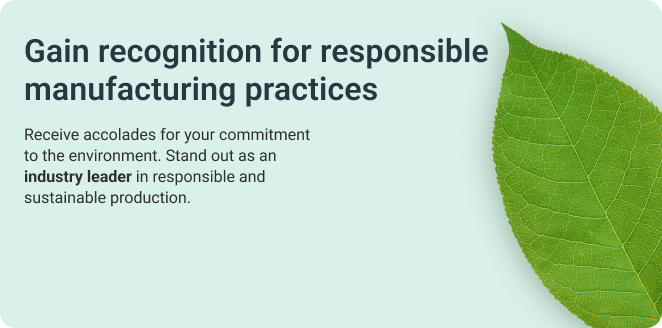 Gain recognition for responsible
manufacturing practices
Receive accolades for your commitment
to the environment. Stand out as an
industry leader in responsible and
sustainable production.